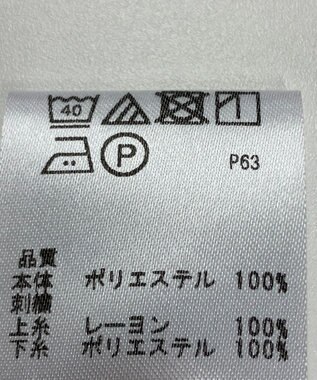 40
P P63
品質
本体 ポリエステル 100%
刺繍
上糸 レーヨン 100%
下糸 ポリエステル 100%